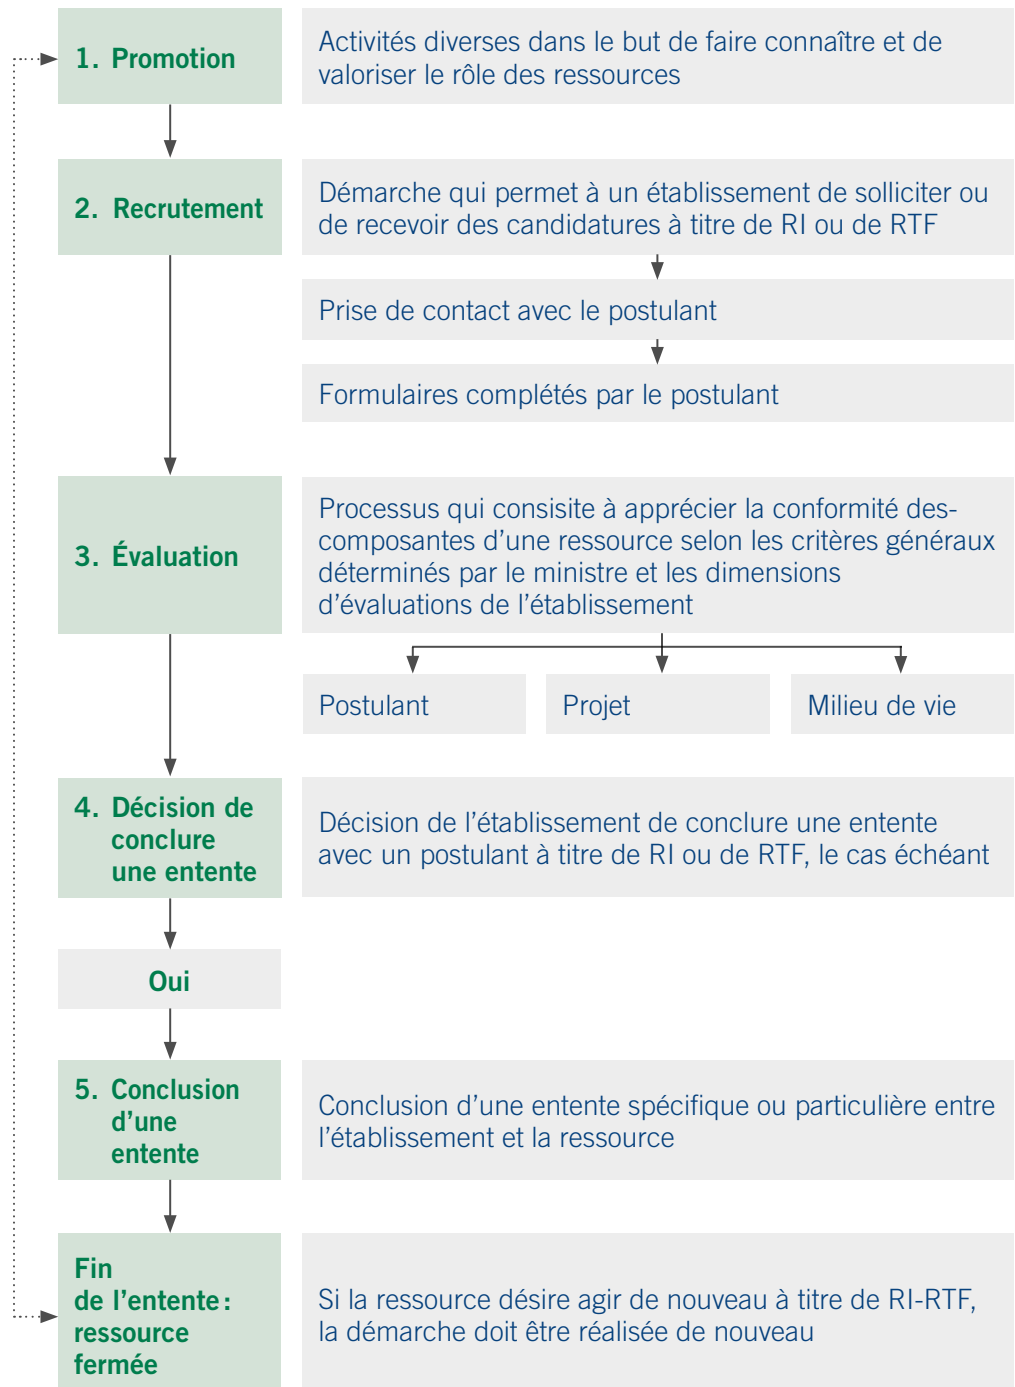 1. Promotion
Activités diverses dans le but de faire connaître et de
valoriser le rôle des ressources
2. Recrutement
Démarche qui permet à un établissement de solliciter ou
de recevoir des candidatures à titre de RI ou de RTF
Prise de contact avec le postulant
Formulaires complétés par le postulant
3. Évaluation
Processus qui consisite à apprécier la conformité des-
composantes d’une ressource selon les critères généraux
déterminés par le ministre et les dimensions
d’évaluations de l’établissement
Postulant
Projet
Milieu de vie
4. Décision de
conclure
une entente
Décision de l’établissement de conclure une entente
avec un postulant à titre de RI ou de RTF, le cas échéant
Oui
5. Conclusion
d’une
entente
Conclusion d’une entente spécifique ou particulière entre
l’établissement et la ressource
Fin
de l’entente :
ressource
fermée
Si la ressource désire agir de nouveau à titre de RI-RTF,
la démarche doit être réalisée de nouveau